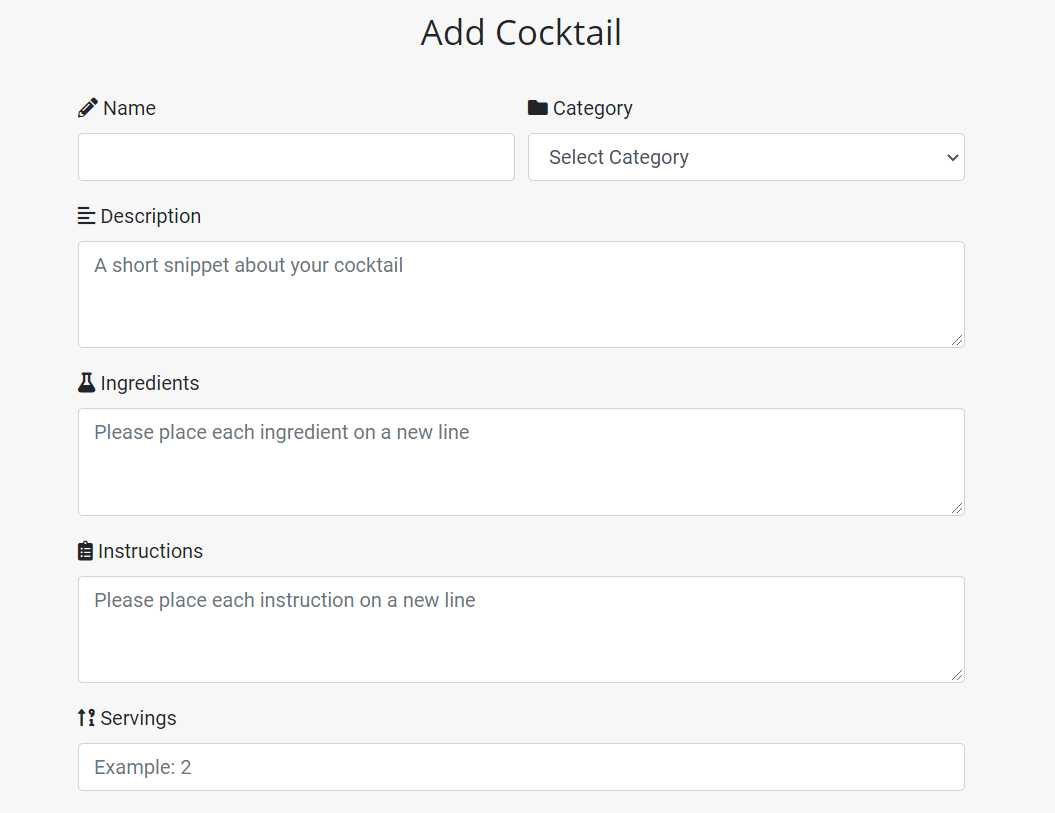 Add Cocktail
Name
Category
Select Category
Description
A short snippet about your cocktail
Ingredients
Please place each ingredient on a new line
Instructions
Please place each instruction on a new line
Servings
Example: 2